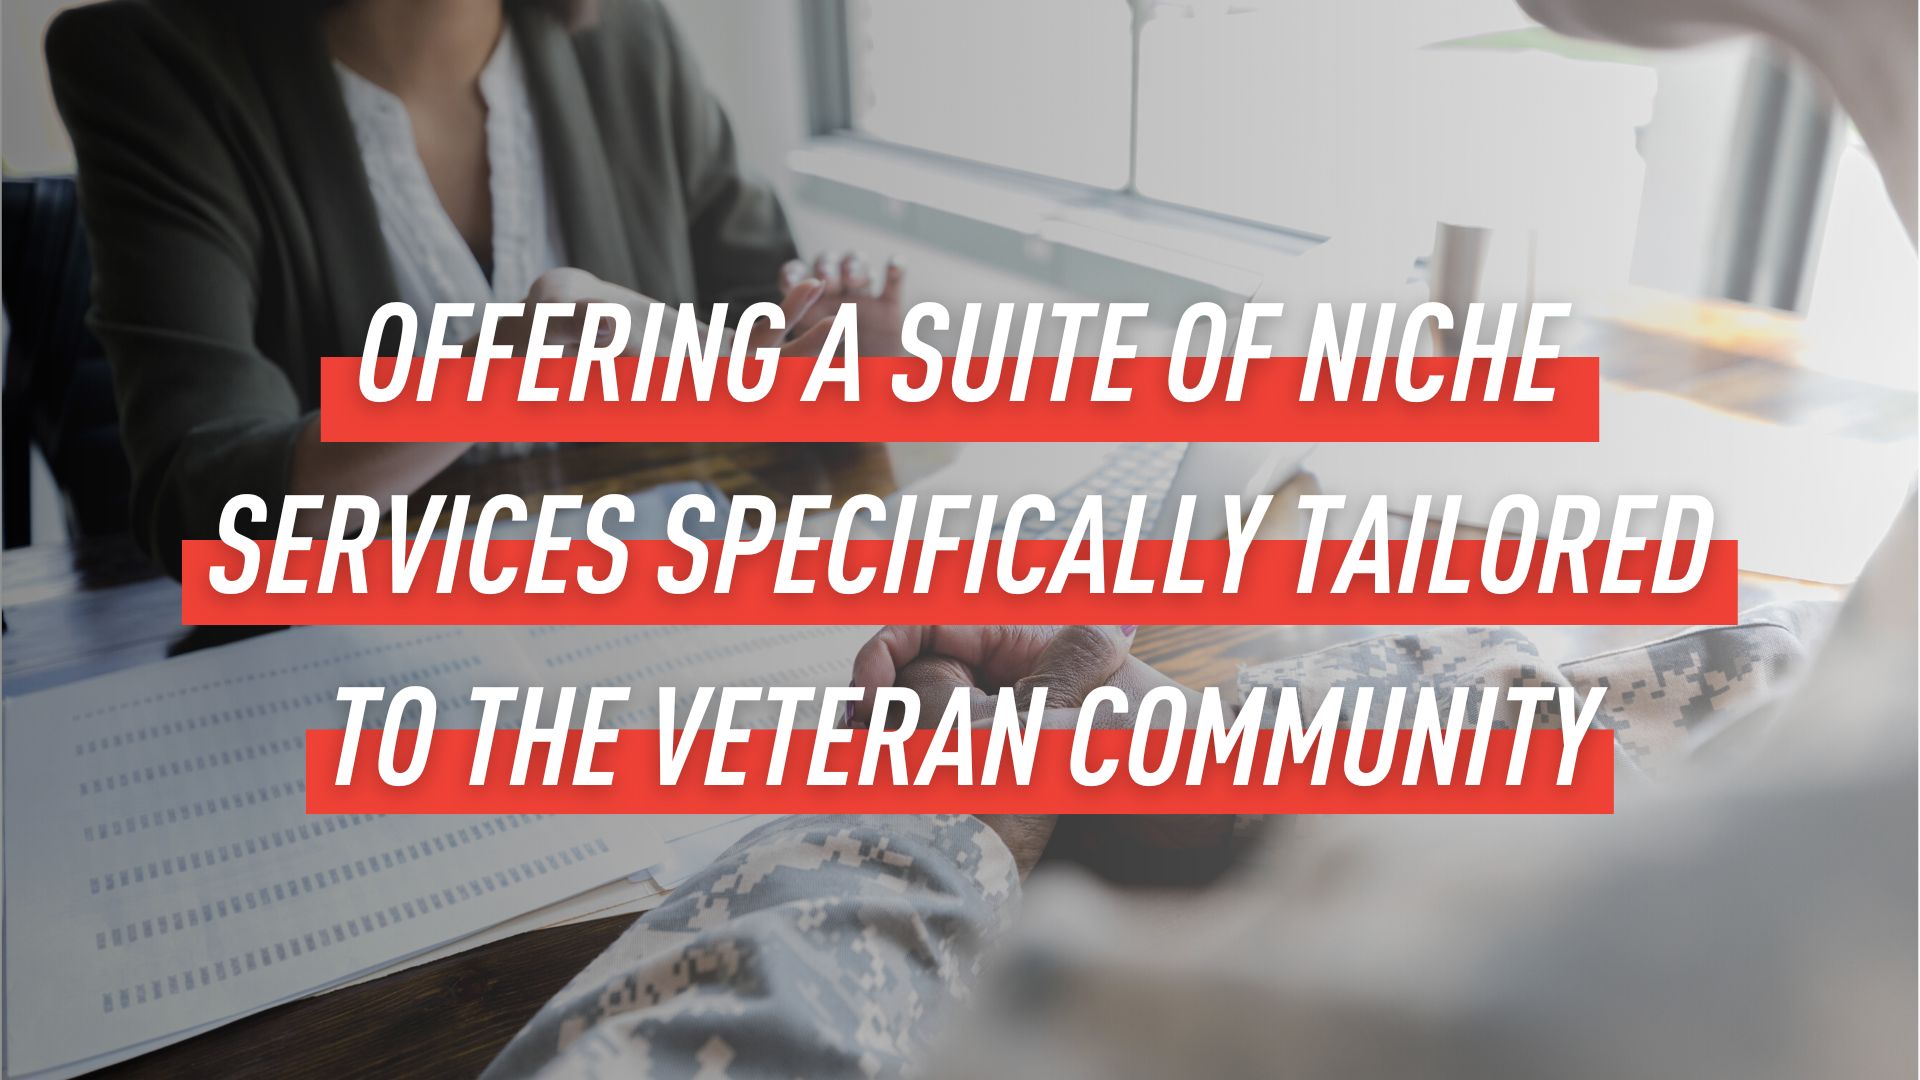 OFFERING A SUITE OF NICHE
SERVICES SPECIFICALLY TAILORED
TO THE VETERAN COMMUNITY